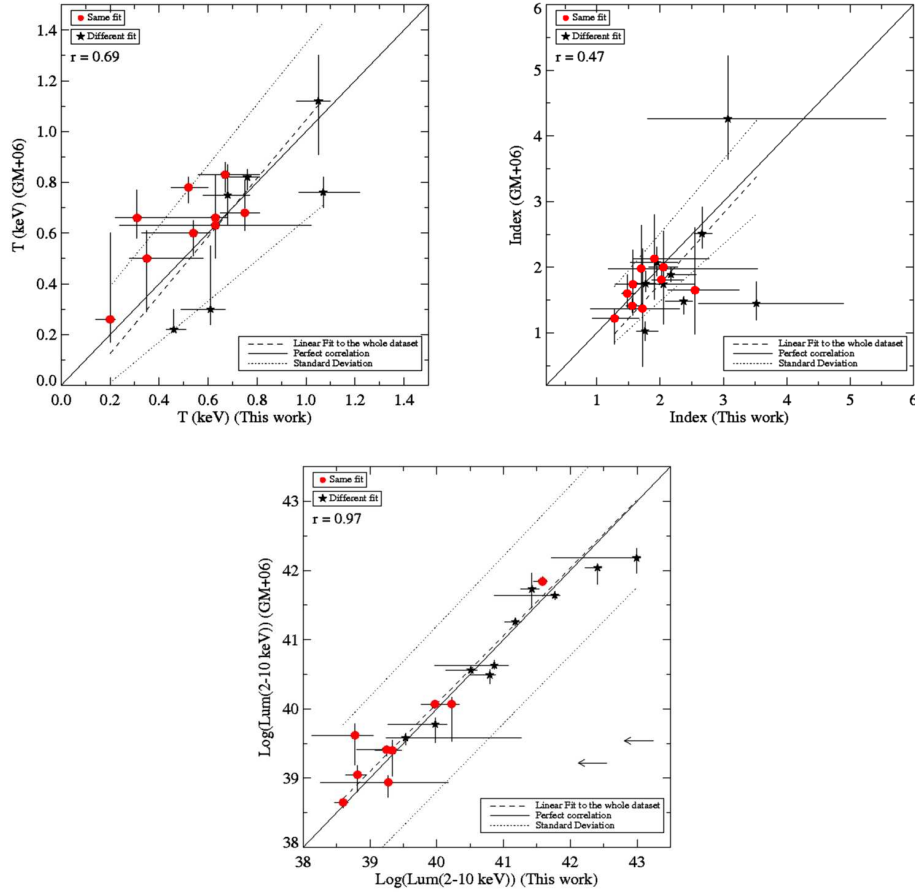 Same fit
Different fit
r = 0.69
T (keV) (GM+06)
1.4
1.2
1.0
0.8
0.6
0.4
0.2
0.0
Linear Fit to the whole dataset
Perfect correlation
Standard Deviation
0.0 0.2 0.4 0.6 0.8 1.0 1.2 1.4
T (keV) (This work)
Same fit
Different fit
r = 0.47
Index (GM+06)
6
5
4
3
2
1
Linear Fit to the whole dataset
Perfect correlation
Standard Deviation
1 2 3 4 5 6
Index (This work)
Same fit
Different fit
r = 0.97
Log(Lum(2-10 keV)) (GM+06)
43
42
41
40
39
38
Linear Fit to the whole dataset
Perfect correlation
Standard Deviation
38 39 40 41 42 43
Log(Lum(2-10 keV)) (This work)